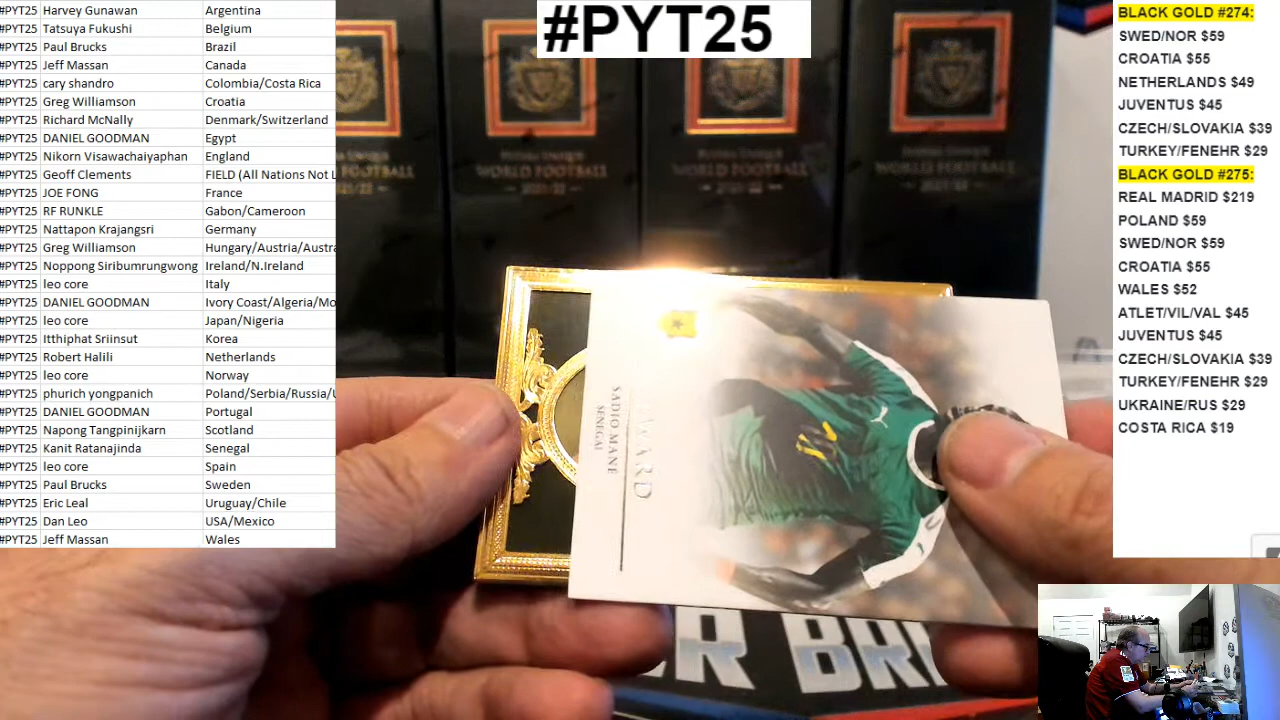 #PYT25
#PYT25 Harvey Gunawan Argentina
#PYT25 Tatsuya Fukushi Belgium
#PYT25 Paul Brucks Brazil
#PYT25 Jeff Massan Canada
#PYT25 cary shandro Colombia/Costa Rica
#PYT25 Greg Williamson Croatia
#PYT25 Richard McNally Denmark/Switzerland
#PYT25 DANIEL GOODMAN Egypt
#PYT25 Nikorn Visawachaiyaphan England
#PYT25 Geoff Clements FIELD (All Nations Not L
#PYT25 JOE FONG France
#PYT25 RF RUNKLE Gabon/Cameroon
#PYT25 Nattapon Krajangsri Germany
#PYT25 Greg Williamson Hungary/Austria/Austra
#PYT25 Noppong Siribumrungwong Ireland/N.Ireland
#PYT25 leo core Italy
#PYT25 DANIEL GOODMAN Ivory Coast/Algeria/Mo
#PYT25 leo core Japan/Nigeria
#PYT25 Itthiphat Sriinsut Korea
#PYT25 Robert Halili Netherlands
#PYT25 leo core Norway
#PYT25 phurich yongpanich Poland/Serbia/Russia/U
#PYT25 DANIEL GOODMAN Portugal
#PYT25 Napong Tangpinijkarn Scotland
#PYT25 Kanit Ratanajinda Senegal
#PYT25 leo core Spain
#PYT25 Paul Brucks Sweden
#PYT25 Eric Leal Uruguay/Chile
#PYT25 Dan Leo USA/Mexico
#PYT25 Jeff Massan Wales
WORLD FOOTBALL
WORLD FOOTBALL
WORLD FOOTBALL
SADIO MANE
SENEGAL
10
ER BRE
BLACK GOLD #274:
SWED/NOR $59
CROATIA $55
NETHERLANDS $49
JUVENTUS $45
CZECH/SLOVAKIA $39
TURKEY/FENEHR $29
BLACK GOLD #275:
REAL MADRID $219
POLAND $59
SWED/NOR $59
CROATIA $55
WALES $52
ATLET/VIL/VAL $45
JUVENTUS $45
CZECH/SLOVAKIA $39
TURKEY/FENEHR $29
UKRAINE/RUS $29
COSTA RICA $19